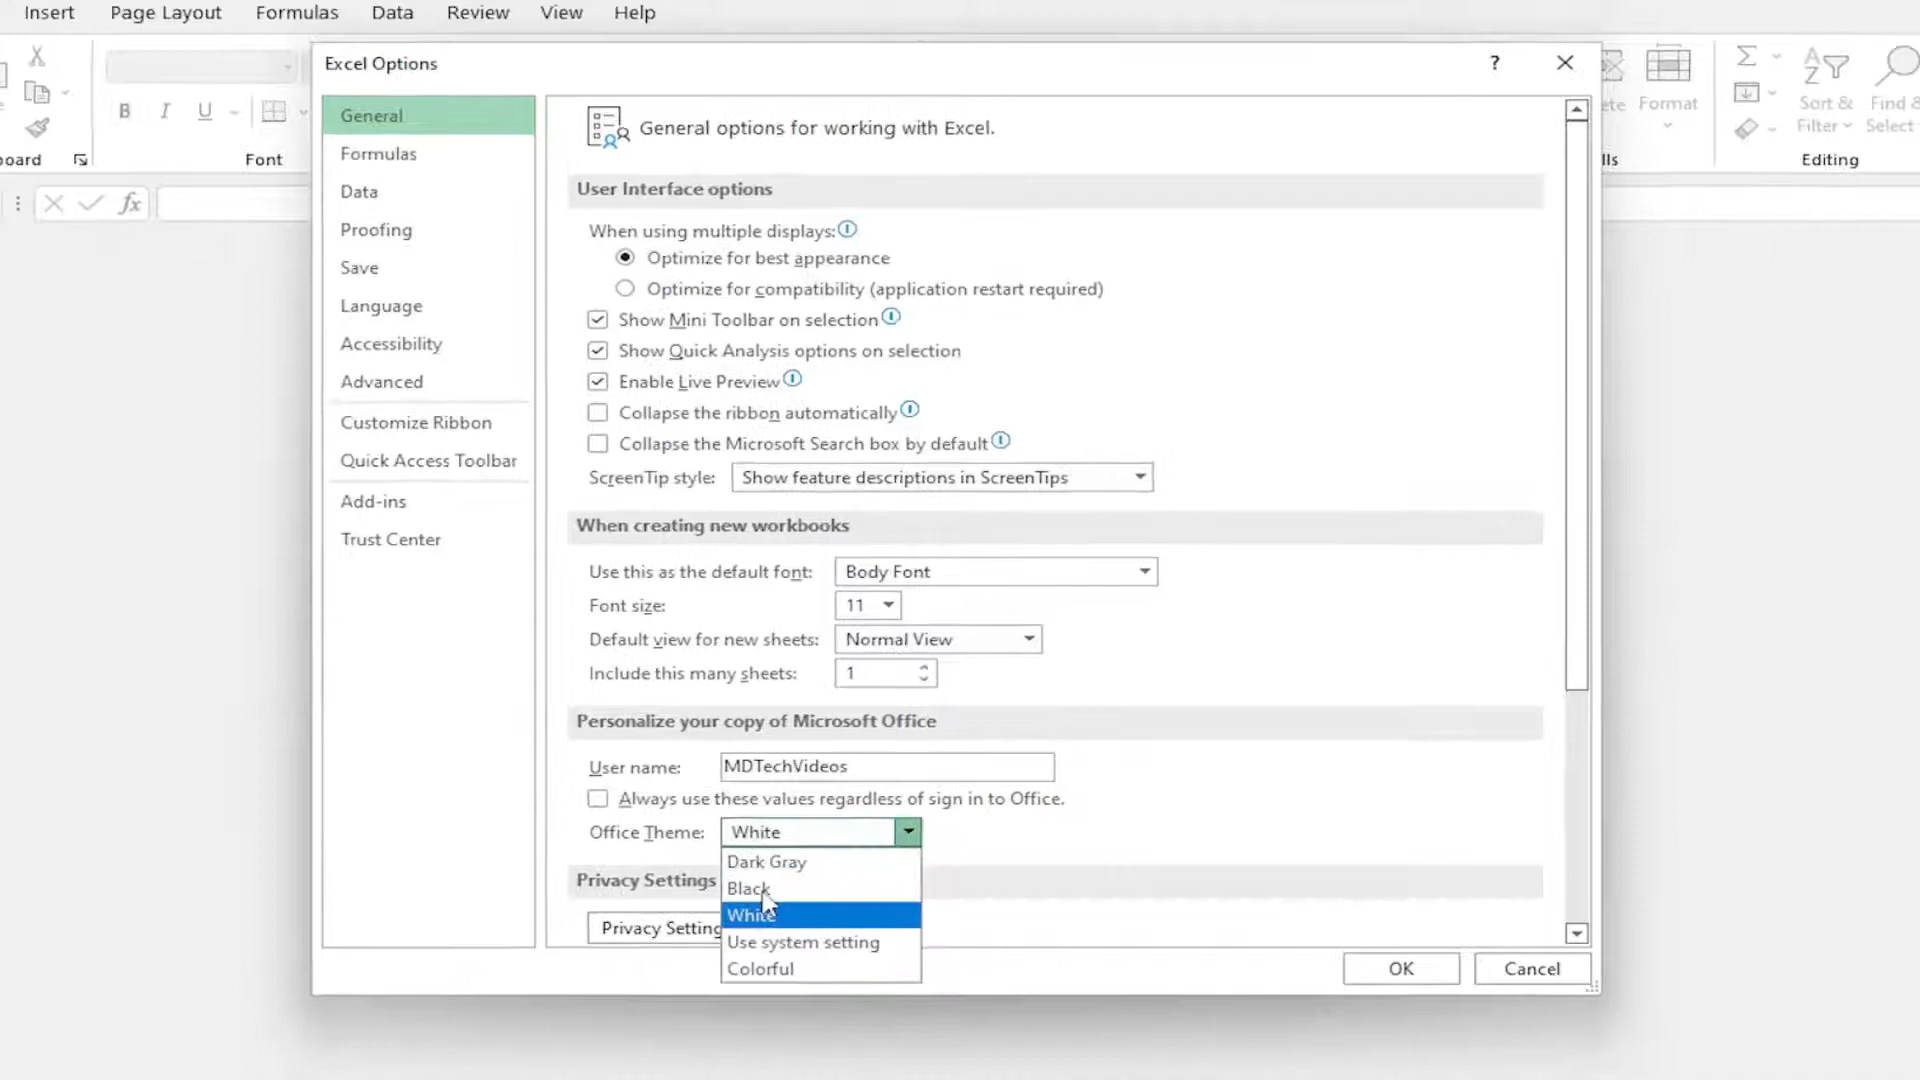 Insert Page Layout Formulas Data Review View Help
Excel Options ?
General
Formulas
Data
Proofing
Save
Language
Accessibility
Advanced
Customize Ribbon
Quick Access Toolbar
Add-ins
Trust Center
General options for working with Excel.
User Interface options
When using multiple displays:
Optimize for best appearance
Optimize for compatibility (application restart required)
Show Mini Toolbar on selection
Show Quick Analysis options on selection
Enable Live Preview
Collapse the ribbon automatically
Collapse the Microsoft Search box by default
ScreenTip style: Show feature descriptions in ScreenTips
When creating new workbooks
Use this as the default font: Body Font
Font size: 11
Default view for new sheets: Normal View
Include this many sheets: 1
Personalize your copy of Microsoft Office
User name: MDTechVideos
Always use these values regardless of sign in to Office.
Office Theme: White
Dark Gray
Black
White
Use system setting
Colorful
Privacy Settings
Privacy Setting
OK Cancel
B I U
board Font
fx
ete Format Sort & Find &
Filter Select
lls Editing